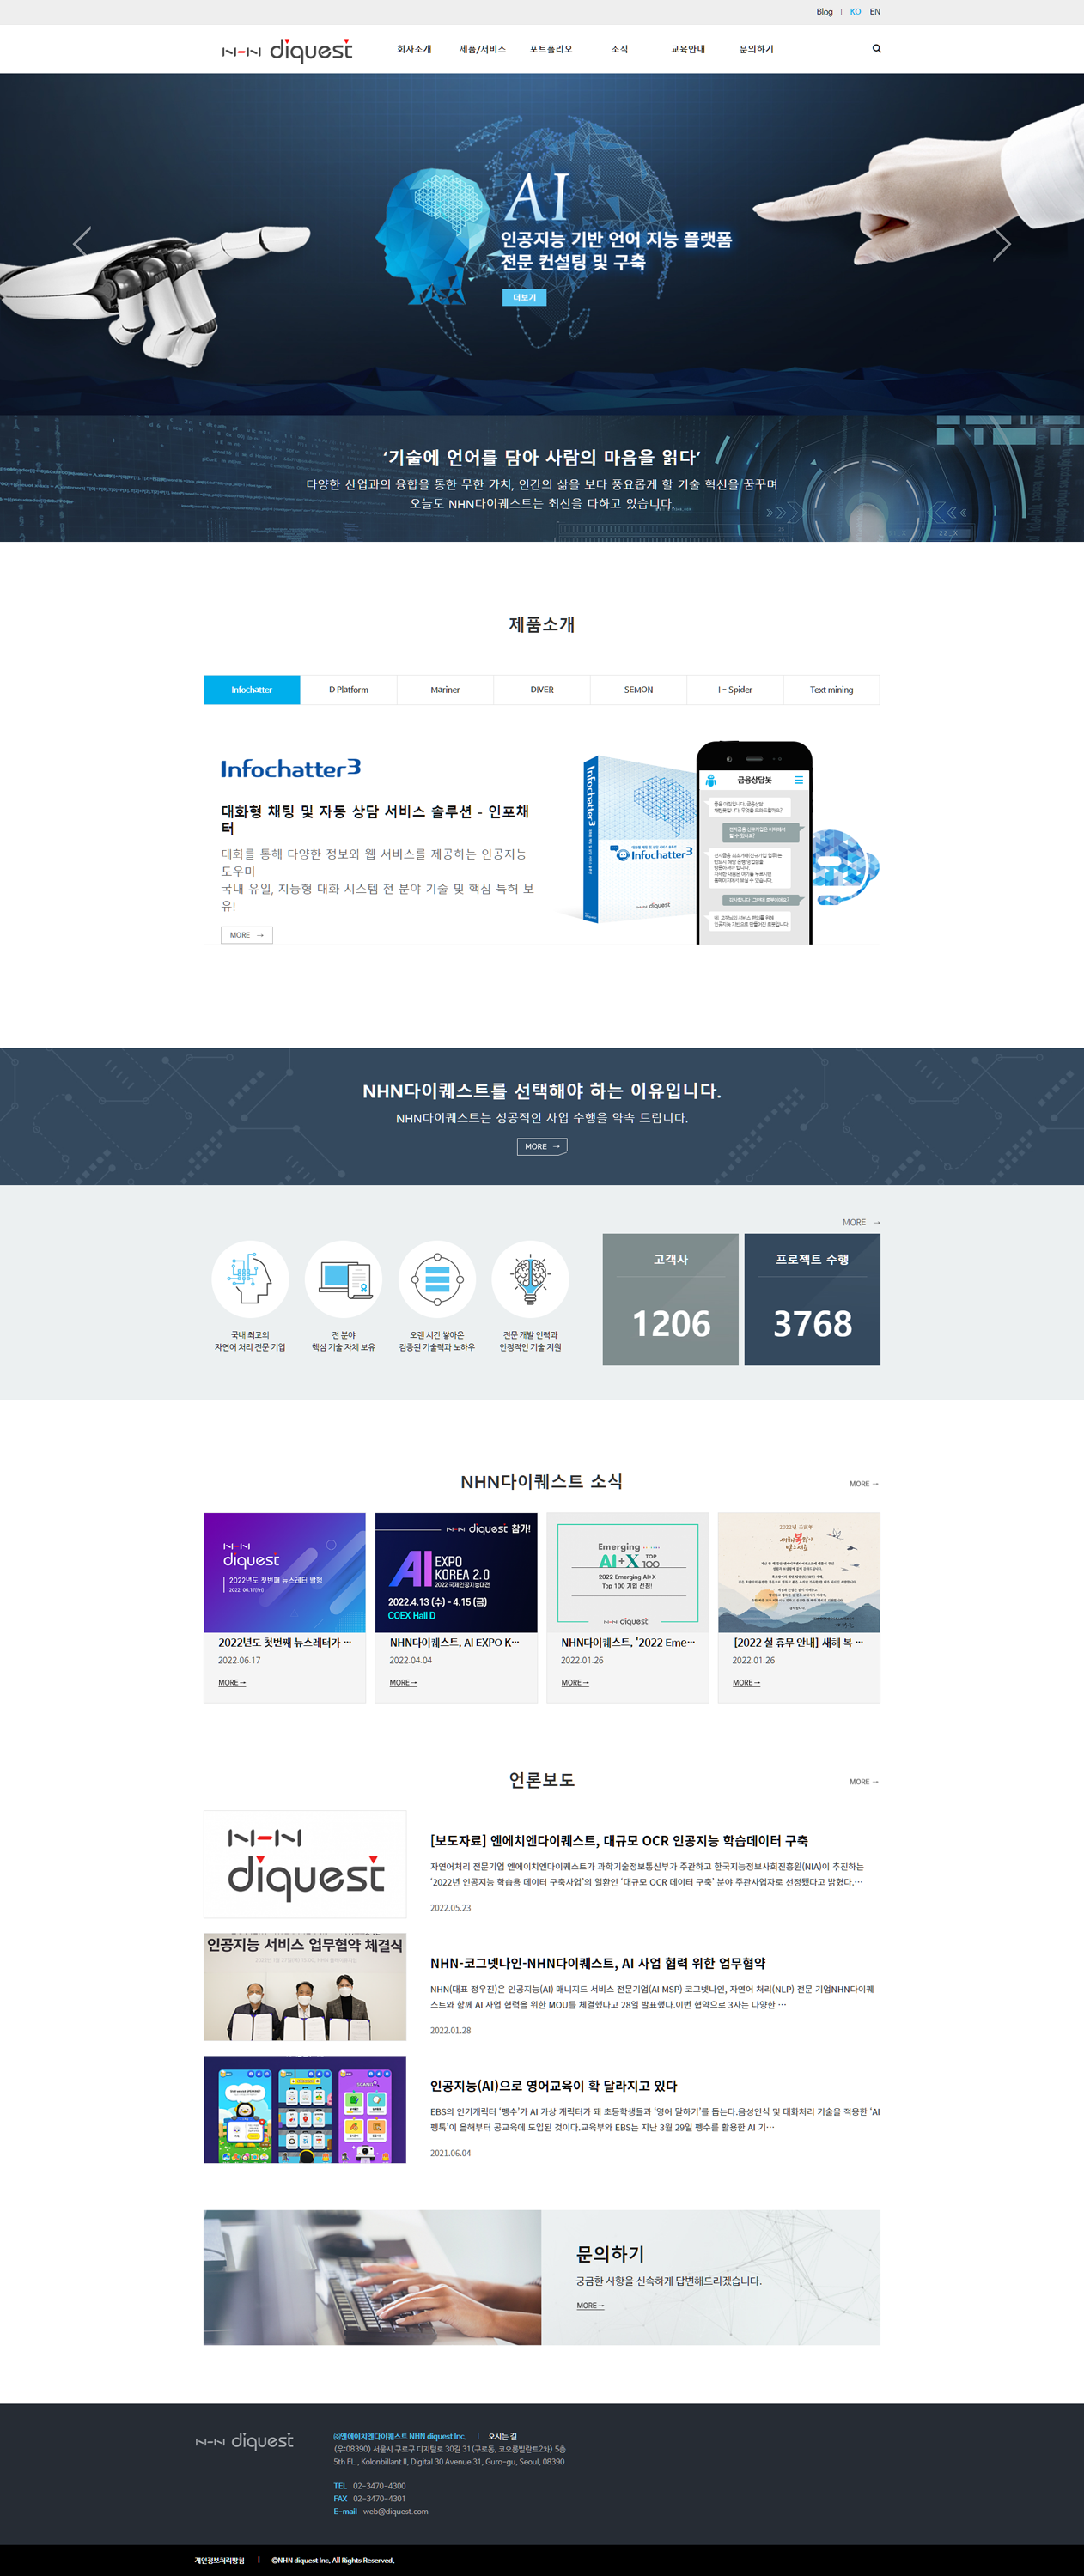 Blog | KO EN
NHN diquest 회사소개 제품/서비스 포트폴리오 소식 교육안내 문의하기
AI
인공지능 기반 언어 지능 플랫폼
전문 컨설팅 및 구축
더보기
‘기술에 언어를 담아 사람의 마음을 읽다’
다양한 산업과의 융합을 통한 무한 가치, 인간의 삶을 보다 풍요롭게 할 기술 혁신을 꿈꾸며
오늘도 NHN다이퀘스트는 최선을 다하고 있습니다.
제품소개
Infochatter D Platform Mariner DIVER SEMON I - Spider Text mining
Infochatter3
대화형 채팅 및 자동 상담 서비스 솔루션 - 인포채
터
대화를 통해 다양한 정보와 웹 서비스를 제공하는 인공지능
도우미
국내 유일, 지능형 대화 시스템 전 분야 기술 및 핵심 특허 보
유!
MORE →
Infochatter3
Infochatter3
diquest
금융상담봇
NHN다이퀘스트를 선택해야 하는 이유입니다.
NHN다이퀘스트는 성공적인 사업 수행을 약속 드립니다.
MORE →
MORE →
국내 최고의
자연어 처리 전문 기업
전 분야
핵심 기술 자체 보유
오랜 시간 쌓아온
검증된 기술력과 노하우
전문 개발 인력과
안정적인 기술 지원
고객사
1206
프로젝트 수행
3768
NHN다이퀘스트 소식
MORE →
NHN
diquest
2022년도 첫번째 뉴스레터 발행
2022. 06.17(Fri)
2022년도 첫번째 뉴스레터가 ···
2022.06.17
MORE→
NHN diquest 참가!
AI EXPO
KOREA 2.0
2022 국제인공지능대전
2022.4.13 (수) - 4.15 (금)
COEX Hall D
NHN다이퀘스트, AI EXPO K···
2022.04.04
MORE→
Emerging
AI+X TOP 100
2022 Emerging AI+X
Top 100 기업 선정!
NHN diquest
NHN다이퀘스트, '2022 Eme···
2022.01.26
MORE→
[2022 설 휴무 안내] 새해 복 ···
2022.01.26
MORE→
언론보도
MORE →
NHN
diquest
[보도자료] 엔에치엔다이퀘스트, 대규모 OCR 인공지능 학습데이터 구축
자연어처리 전문기업 엔에이치엔다이퀘스트가 과학기술정보통신부가 주관하고 한국지능정보사회진흥원(NIA)이 추진하는
‘2022년 인공지능 학습용 데이터 구축사업’의 일환인 ‘대규모 OCR 데이터 구축’ 분야 주관사업자로 선정됐다고 밝혔다.···
2022.05.23
인공지능 서비스 업무협약 체결식
NHN-코그넷나인-NHN다이퀘스트, AI 사업 협력 위한 업무협약
NHN(대표 정우진)은 인공지능(AI) 매니지드 서비스 전문기업(AI MSP) 코그넷나인, 자연어 처리(NLP) 전문 기업NHN다이퀘
스트와 함께 AI 사업 협력을 위한 MOU를 체결했다고 28일 발표했다.이번 협약으로 3사는 다양한 ···
2022.01.28
인공지능(AI)으로 영어교육이 확 달라지고 있다
EBS의 인기캐릭터 ‘펭수’가 AI 가상 캐릭터가 돼 초등학생들과 ‘영어 말하기’를 돕는다.음성인식 및 대화처리 기술을 적용한 ‘AI
펭톡’이 올해부터 공교육에 도입된 것이다.교육부와 EBS는 지난 3월 29일 펭수를 활용한 AI 기···
2021.06.04
문의하기
궁금한 사항을 신속하게 답변해드리겠습니다.
MORE→
NHN diquest
㈜엔에이치엔다이퀘스트 NHN diquest Inc. | 오시는 길
(우:08390) 서울시 구로구 디지털로 30길 31(구로동, 코오롱빌란트2차) 5층
5th FL., Kolonbillant II, Digital 30 Avenue 31, Guro-gu, Seoul, 08390
TEL 02-3470-4300
FAX 02-3470-4301
E-mail web@diquest.com
개인정보처리방침 | ©NHN diquest Inc. All Rights Reserved.